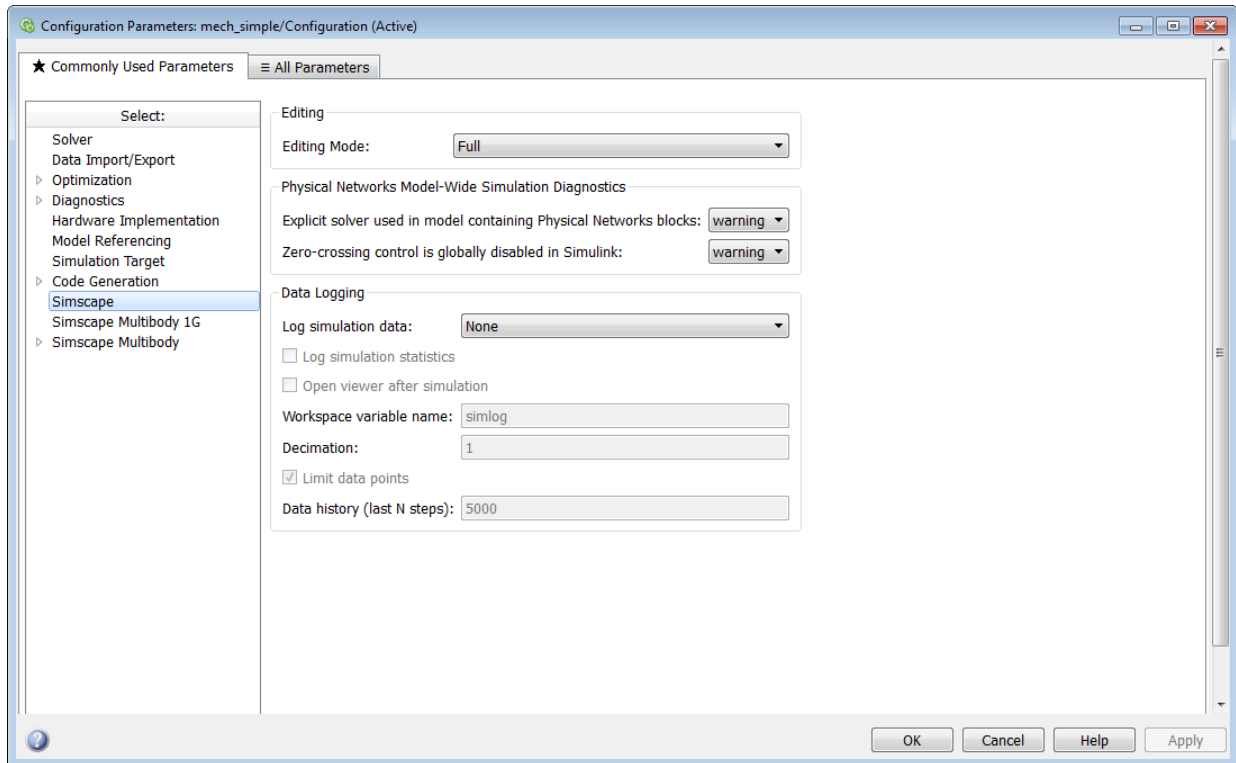 Configuration Parameters: mech_simple/Configuration (Active)
★ Commonly Used Parameters
≡ All Parameters
Select:
Solver
Data Import/Export
Optimization
Diagnostics
Hardware Implementation
Model Referencing
Simulation Target
Code Generation
Simscape
Simscape Multibody 1G
Simscape Multibody
Editing
Editing Mode: Full
Physical Networks Model-Wide Simulation Diagnostics
Explicit solver used in model containing Physical Networks blocks: warning
Zero-crossing control is globally disabled in Simulink: warning
Data Logging
Log simulation data: None
Log simulation statistics
Open viewer after simulation
Workspace variable name: simlog
Decimation: 1
Limit data points
Data history (last N steps): 5000
OK Cancel Help Apply